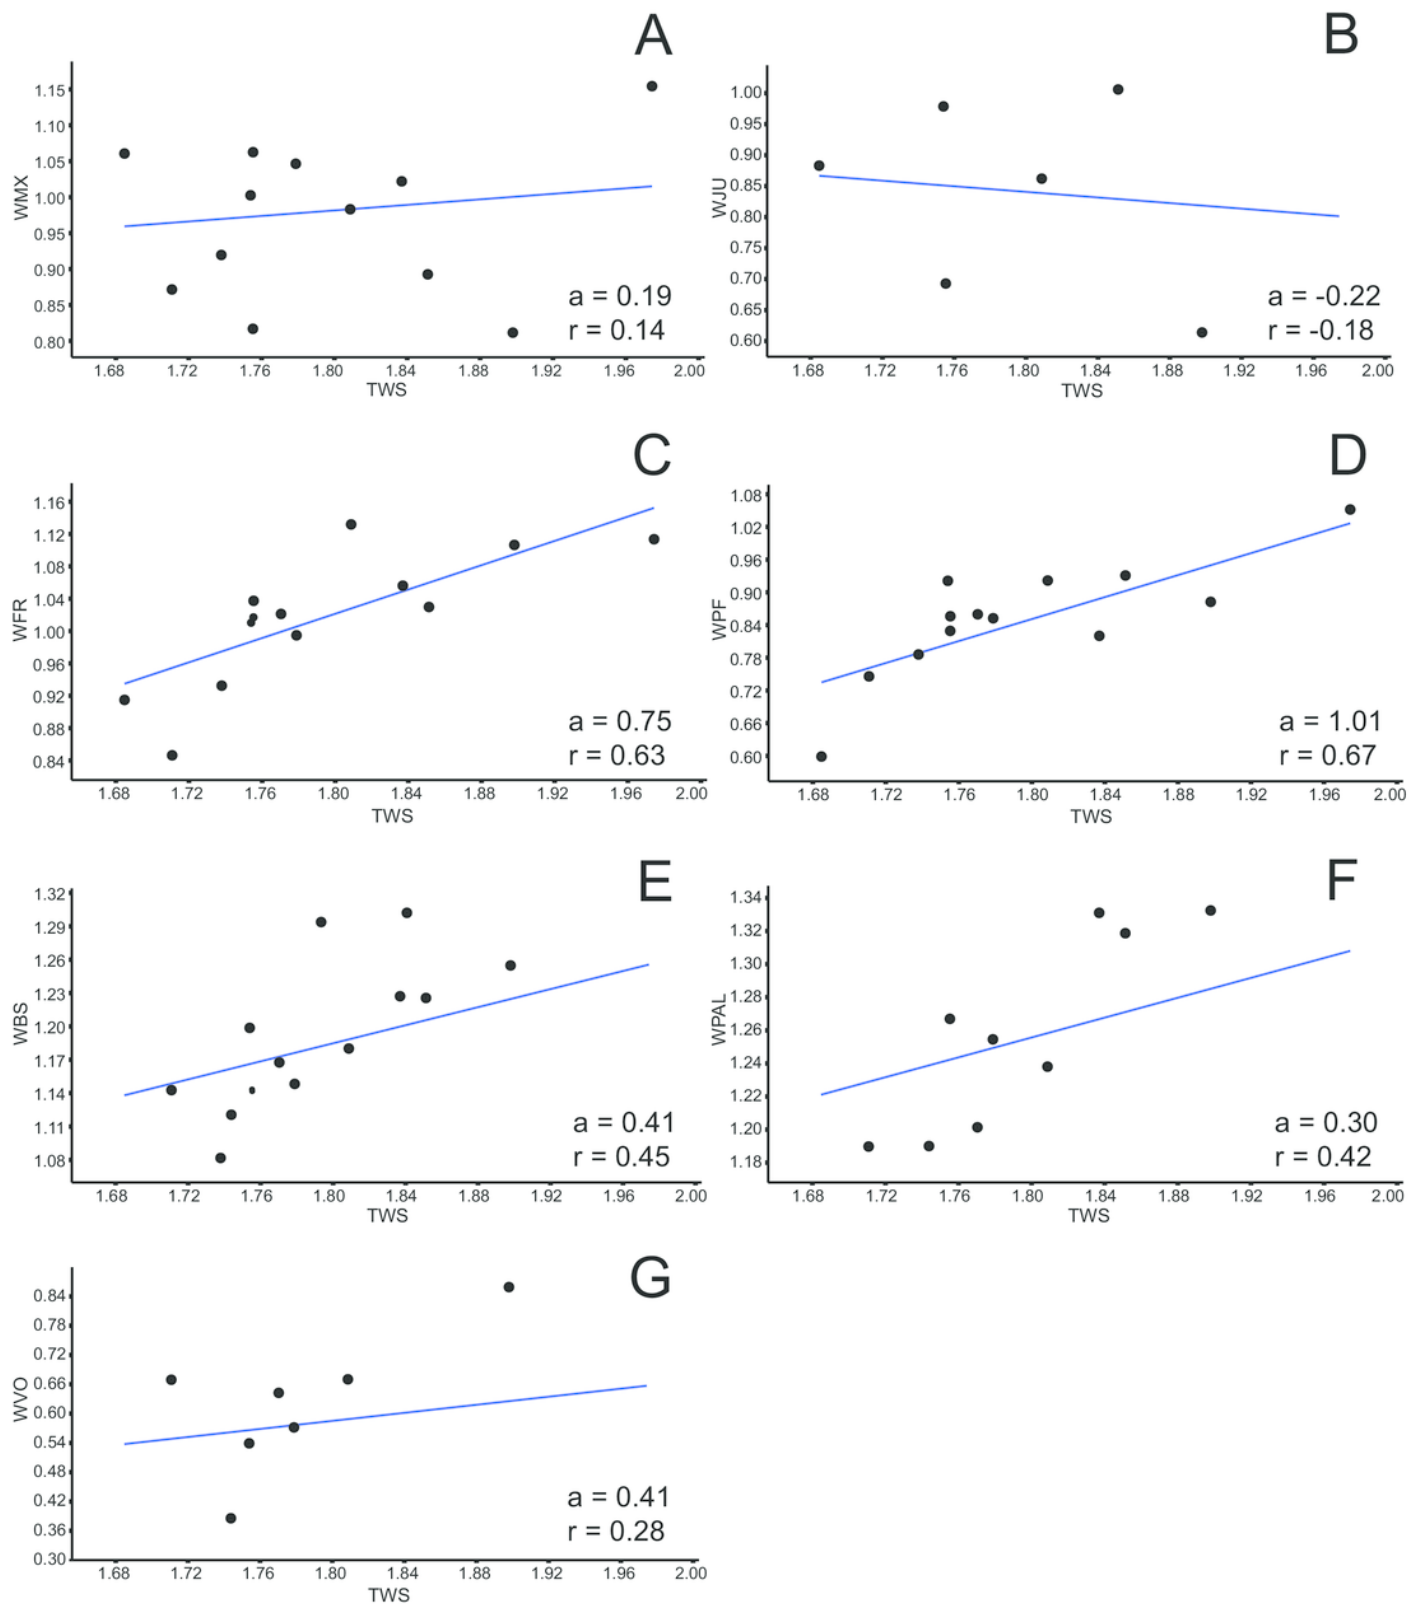 A
WMX
1.15
1.10
1.05
1.00
0.95
0.90
0.85
0.80
a = 0.19
r = 0.14
1.68 1.72 1.76 1.80 1.84 1.88 1.92 1.96 2.00
TWS
B
WJU
1.00
0.95
0.90
0.85
0.80
0.75
0.70
0.65
0.60
a = -0.22
r = -0.18
1.68 1.72 1.76 1.80 1.84 1.88 1.92 1.96 2.00
TWS
C
WFR
1.16
1.12
1.08
1.04
1.00
0.96
0.92
0.88
0.84
a = 0.75
r = 0.63
1.68 1.72 1.76 1.80 1.84 1.88 1.92 1.96 2.00
TWS
D
WPF
1.08
1.02
0.96
0.90
0.84
0.78
0.72
0.66
0.60
a = 1.01
r = 0.67
1.68 1.72 1.76 1.80 1.84 1.88 1.92 1.96 2.00
TWS
E
WBS
1.32
1.29
1.26
1.23
1.20
1.17
1.14
1.11
1.08
a = 0.41
r = 0.45
1.68 1.72 1.76 1.80 1.84 1.88 1.92 1.96 2.00
TWS
F
WPAL
1.34
1.32
1.30
1.28
1.26
1.24
1.22
1.20
1.18
a = 0.30
r = 0.42
1.68 1.72 1.76 1.80 1.84 1.88 1.92 1.96 2.00
TWS
G
WVO
0.84
0.78
0.72
0.66
0.60
0.54
0.48
0.42
0.36
0.30
a = 0.41
r = 0.28
1.68 1.72 1.76 1.80 1.84 1.88 1.92 1.96 2.00
TWS